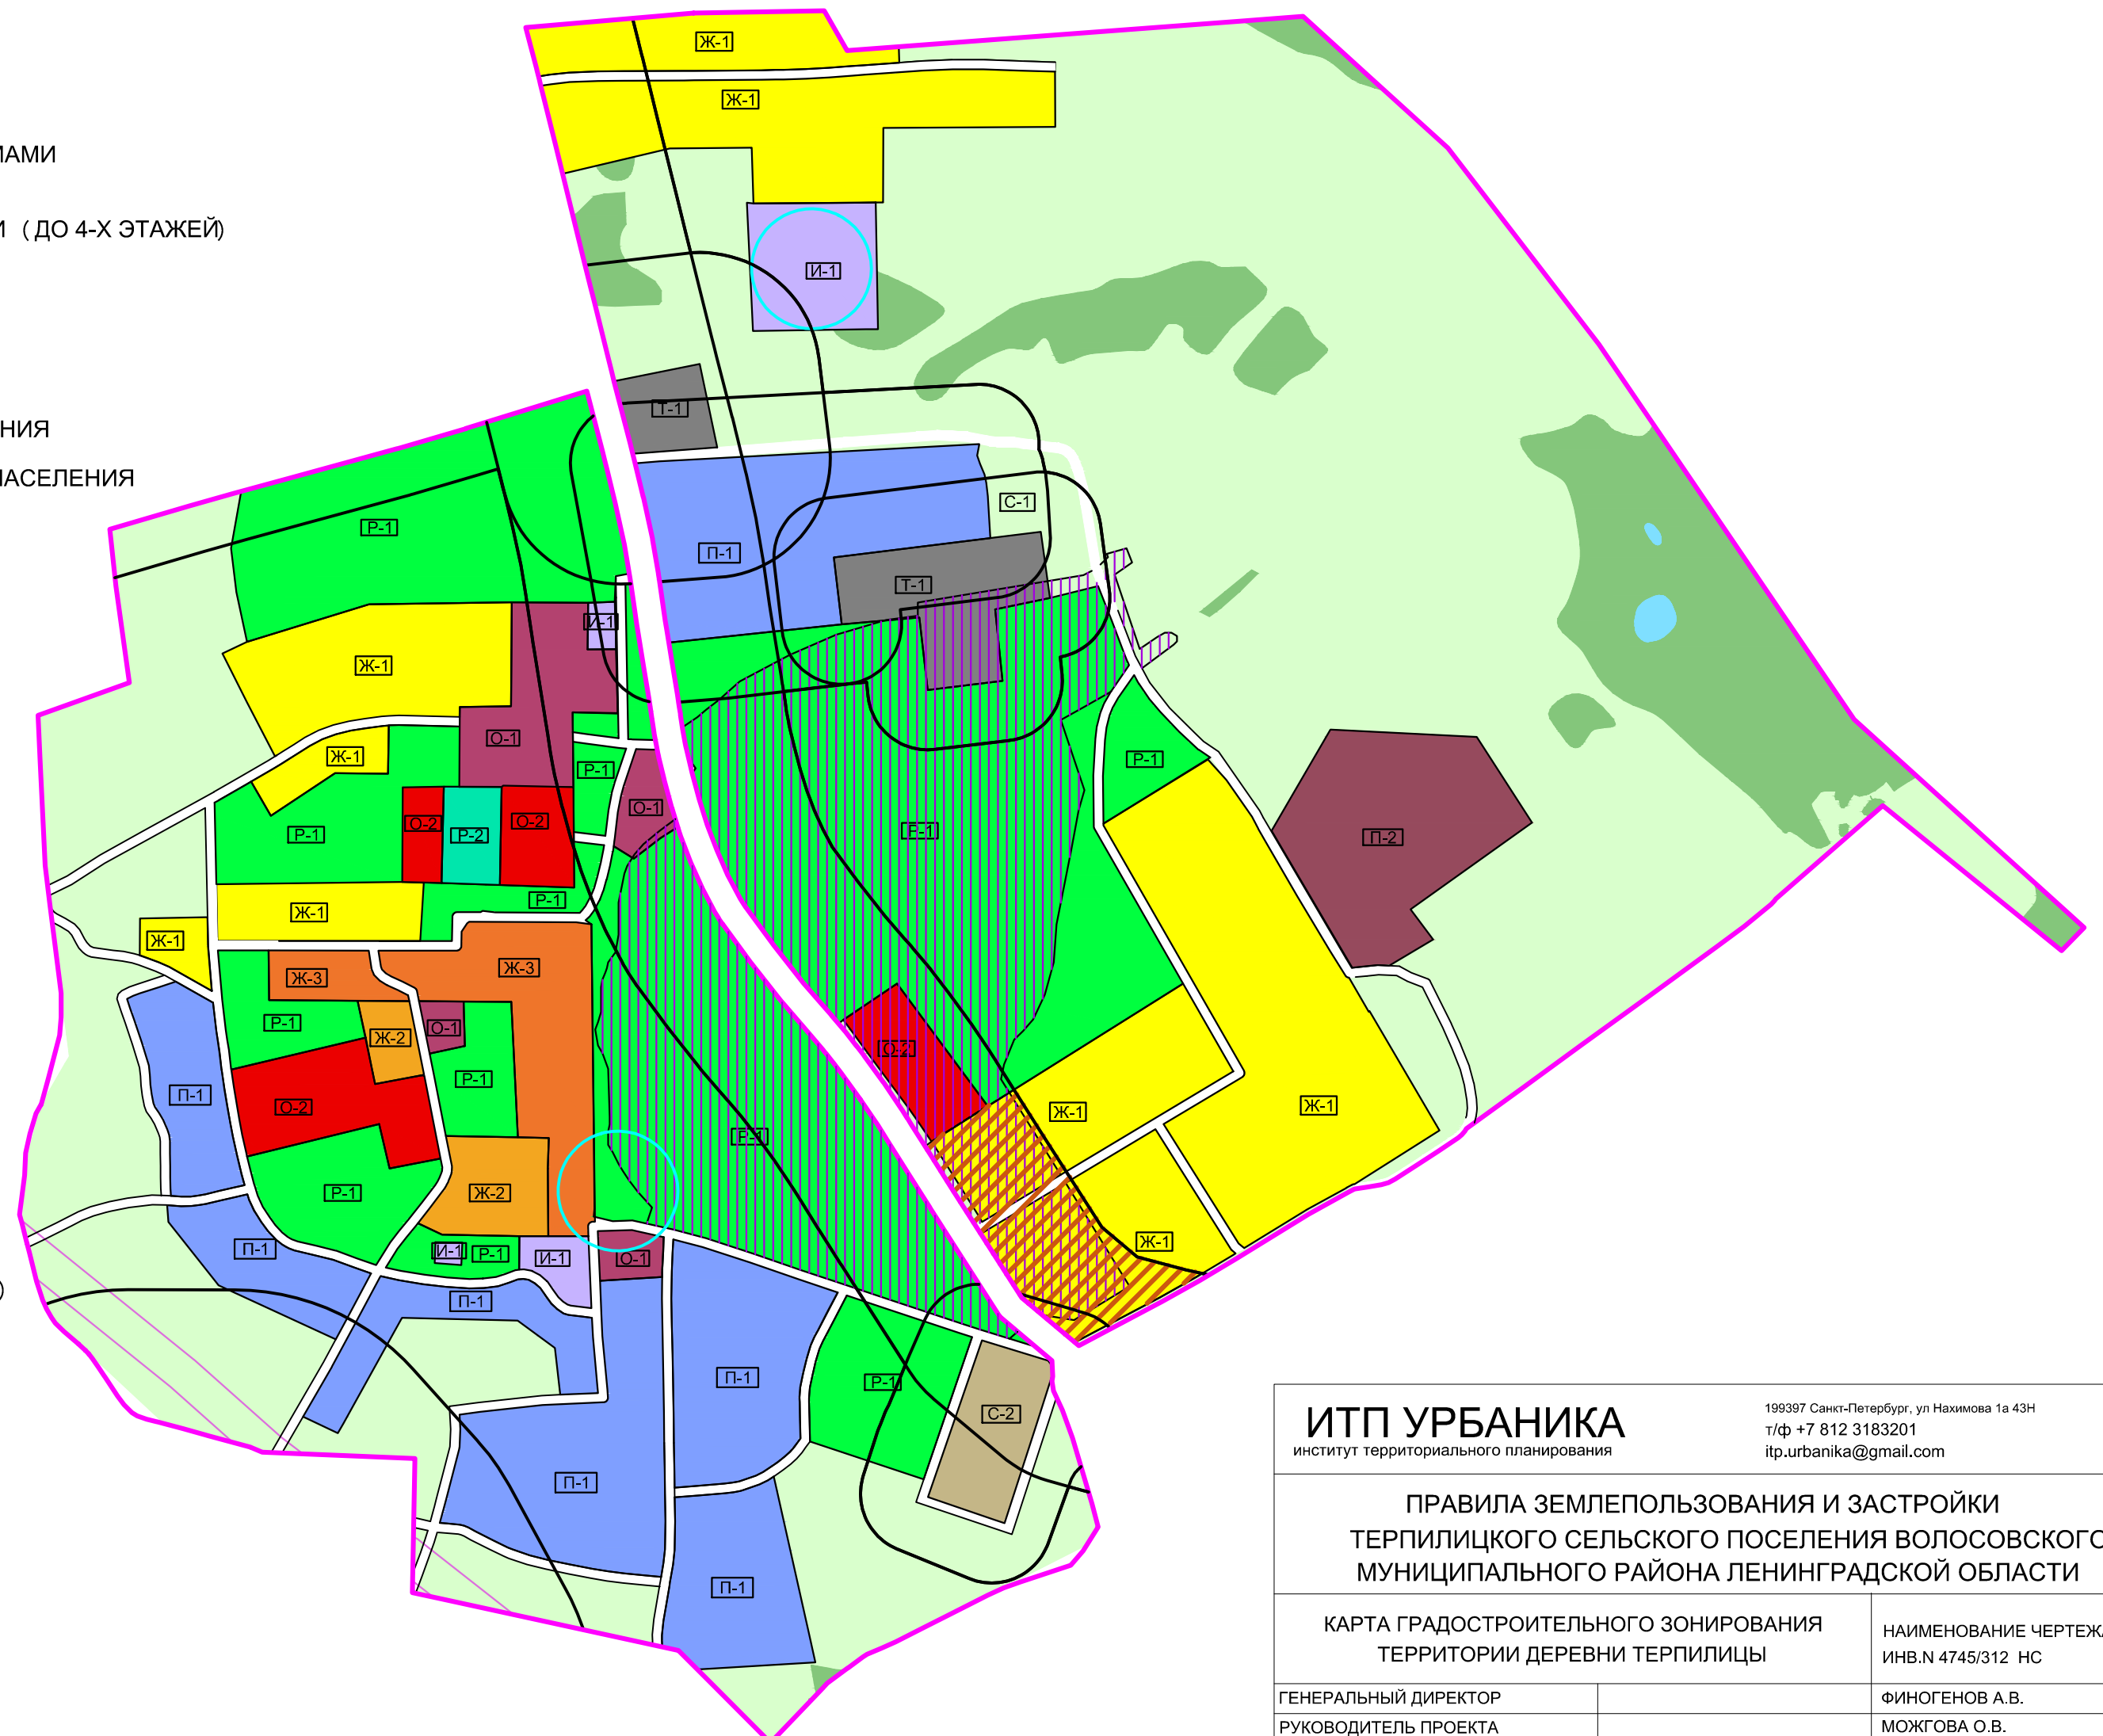 МАМИ
И ( ДО 4-Х ЭТАЖЕЙ)
НИЯ
НАСЕЛЕНИЯ
)
Ж-1
Ж-1
И-1
Т-1
С-1
Р-1
П-1
Т-1
И-1
Ж-1
О-1
Ж-1
Р-1
Р-1
О-1
Р-1
О-2
Р-2
О-2
Р-1
П-2
Р-1
Ж-1
Ж-1
Ж-3
Ж-3
Р-1
О-1
Ж-2
О-2
Р-1
П-1
О-2
Ж-1
Ж-1
Р-1
Р-1
Ж-2
Ж-1
П-1
И-1
Р-1
И-1
О-1
П-1
П-1
Р-1
С-2
П-1
П-1
ИТП УРБАНИКА
институт территориального планирования
199397 Санкт-Петербург, ул Нахимова 1а 43Н
т/ф +7 812 3183201
itp.urbanika@gmail.com
ПРАВИЛА ЗЕМЛЕПОЛЬЗОВАНИЯ И ЗАСТРОЙКИ
ТЕРПИЛИЦКОГО СЕЛЬСКОГО ПОСЕЛЕНИЯ ВОЛОСОВСКОГО
МУНИЦИПАЛЬНОГО РАЙОНА ЛЕНИНГРАДСКОЙ ОБЛАСТИ
КАРТА ГРАДОСТРОИТЕЛЬНОГО ЗОНИРОВАНИЯ
ТЕРРИТОРИИ ДЕРЕВНИ ТЕРПИЛИЦЫ
НАИМЕНОВАНИЕ ЧЕРТЕЖА
ИНВ.N 4745/312 НС
ГЕНЕРАЛЬНЫЙ ДИРЕКТОР
ФИНОГЕНОВ А.В.
РУКОВОДИТЕЛЬ ПРОЕКТА
МОЖГОВА О.В.